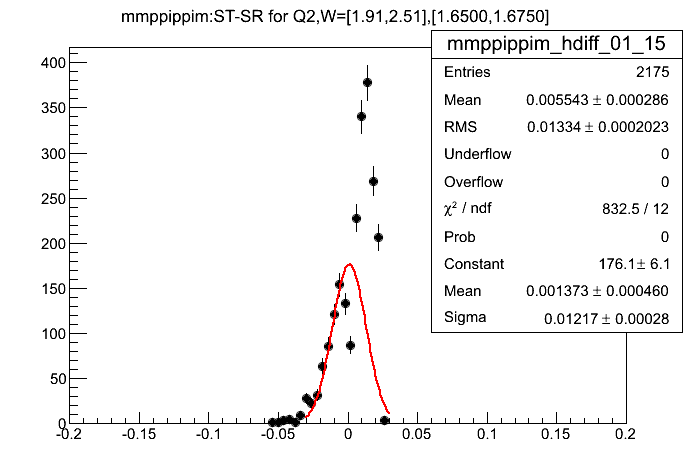 mmppippim:ST-SR for Q2,W=[1.91,2.51],[1.6500,1.6750]
mmppippim_hdiff_01_15
Entries 2175
Mean 0.005543 ± 0.000286
RMS 0.01334 ± 0.0002023
Underflow 0
Overflow 0
χ² / ndf 832.5 / 12
Prob 0
Constant 176.1 ± 6.1
Mean 0.001373 ± 0.000460
Sigma 0.01217 ± 0.00028
400
350
300
250
200
150
100
50
0
-0.2 -0.15 -0.1 -0.05 0 0.05 0.1 0.15 0.2